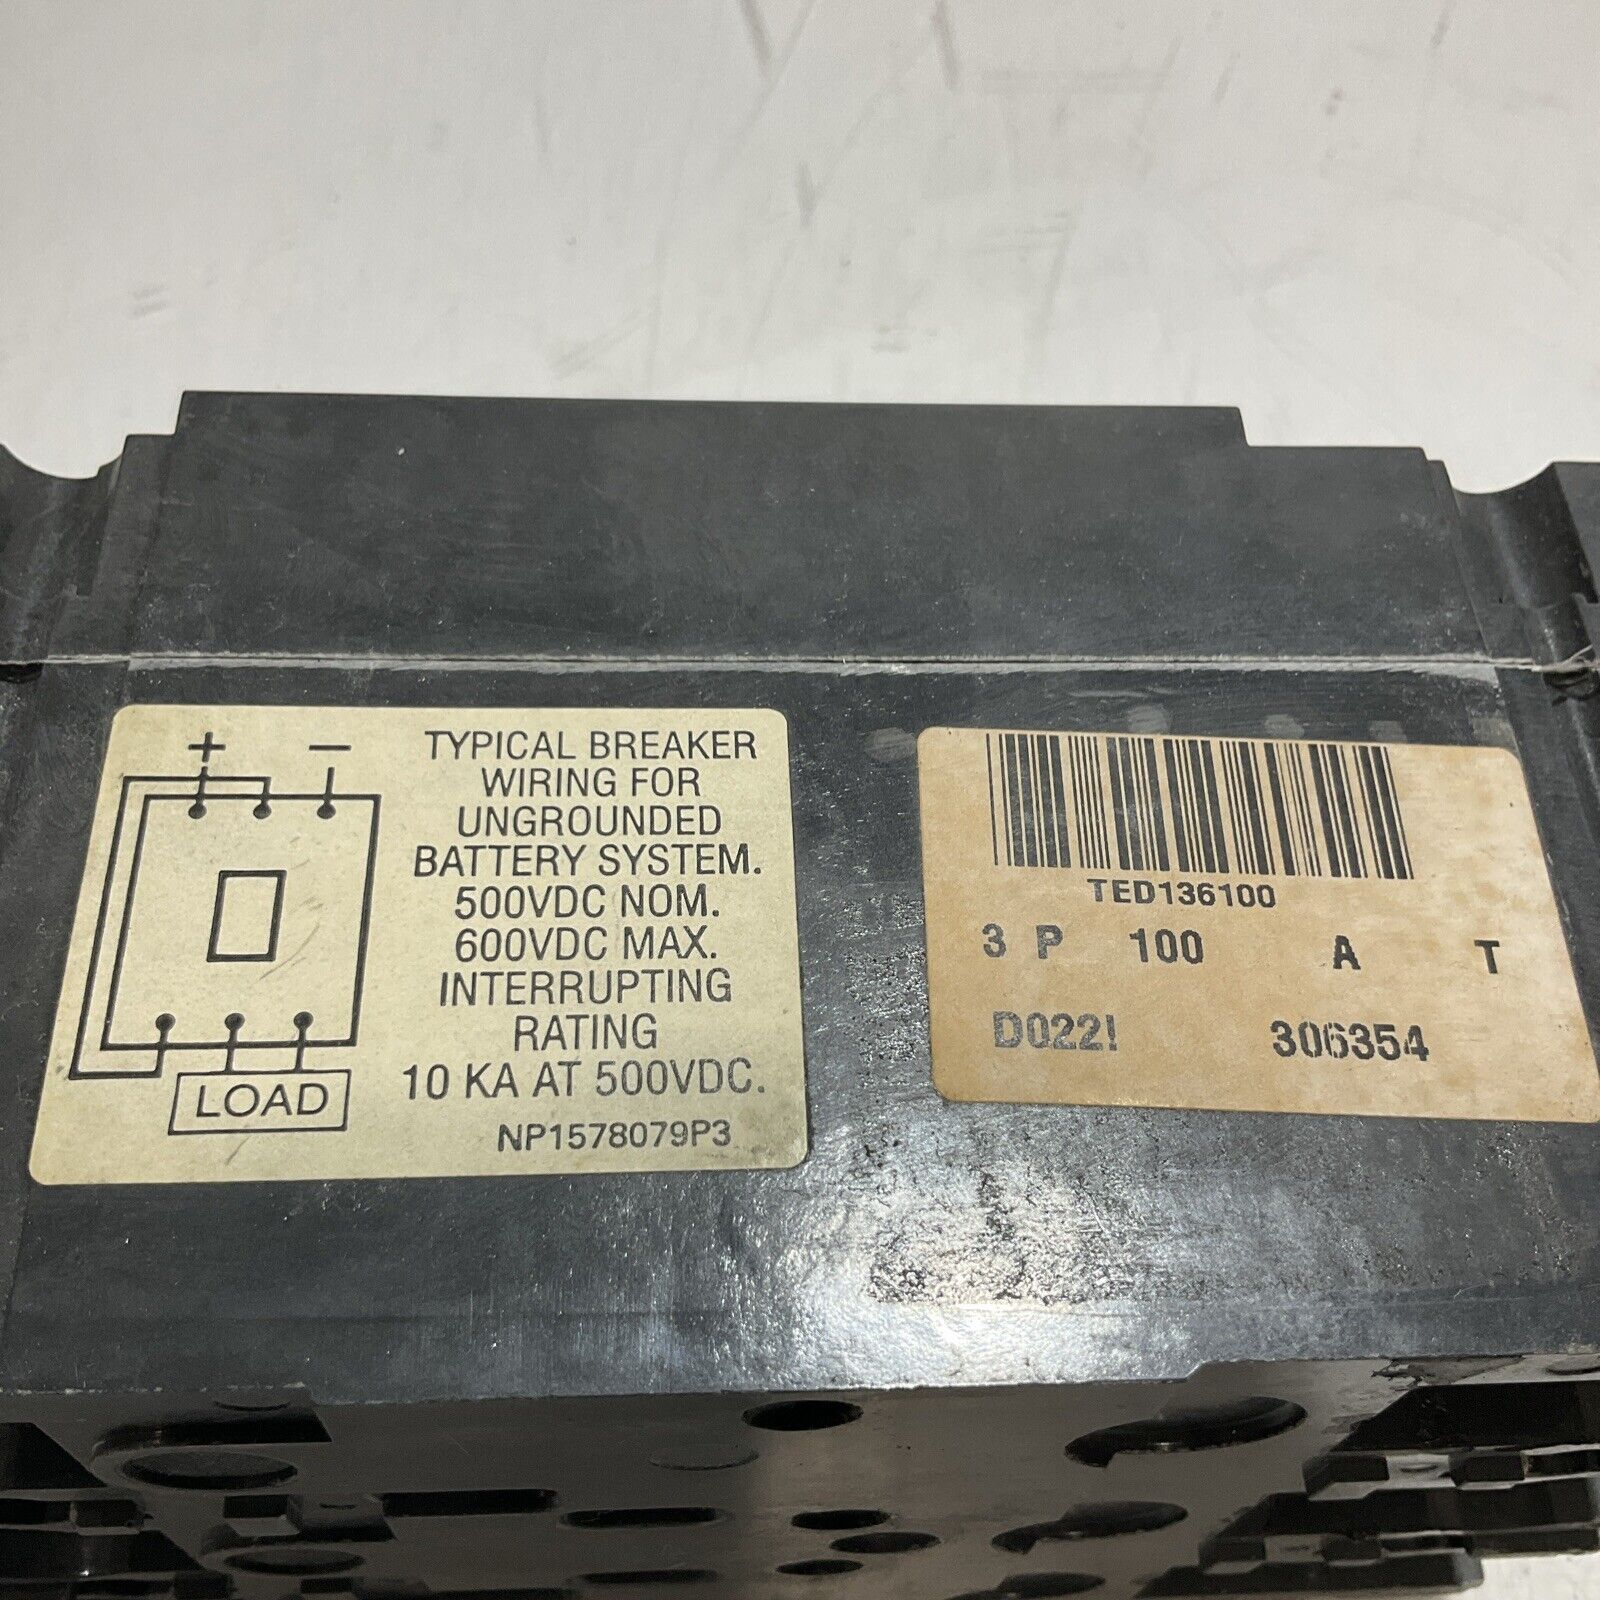 + −
TYPICAL BREAKER
WIRING FOR
UNGROUNDED
BATTERY SYSTEM.
500VDC NOM.
600VDC MAX.
INTERRUPTING
RATING
10 KA AT 500VDC.
LOAD
NP1578079P3
TED136100
3 P 100 A T
D022! 306354